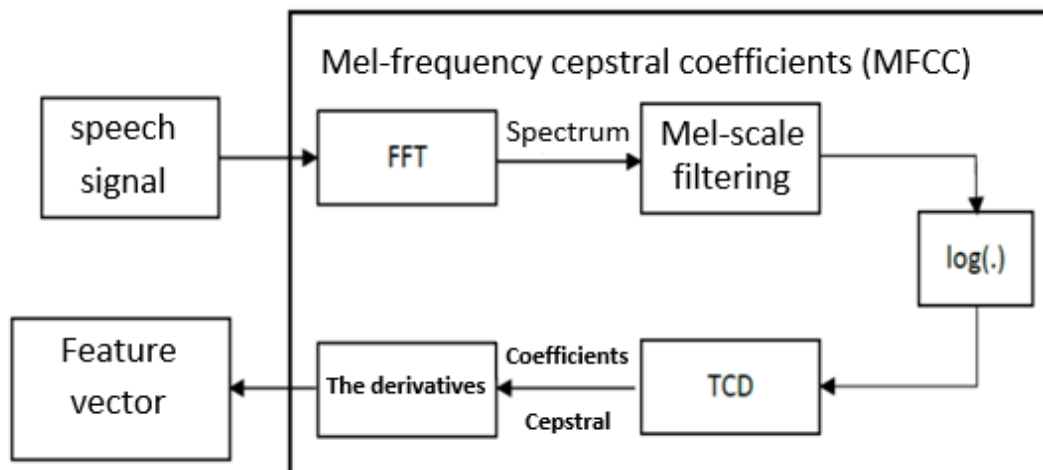 Mel-frequency cepstral coefficients (MFCC)
speech
signal
FFT
Spectrum
Mel-scale
filtering
log(.)
TCD
Coefficients
Cepstral
The derivatives
Feature
vector